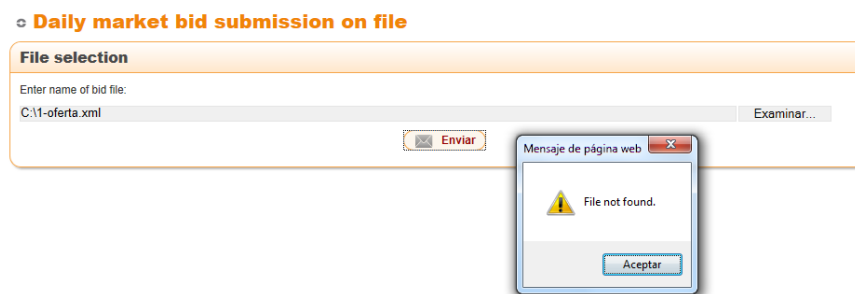 Daily market bid submission on file
File selection
Enter name of bid file:
C:\1-oferta.xml
Examinar...
Enviar
Mensaje de página web
File not found.
Aceptar